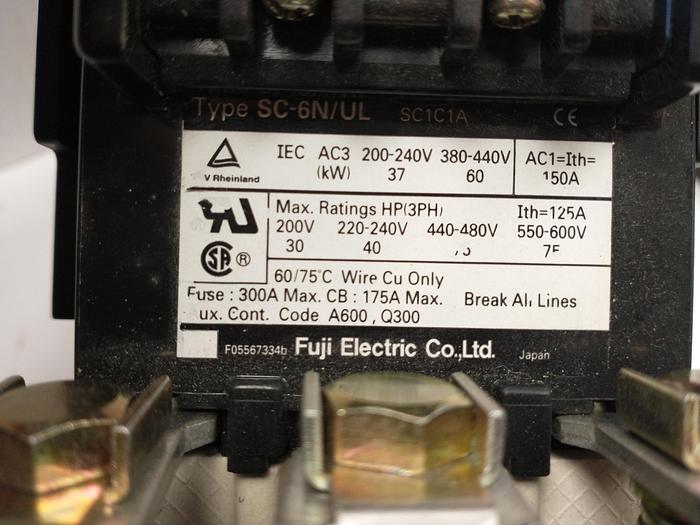 Type SC-6N/UL SC1C1A CE
IEC AC3 200-240V 380-440V AC1=Ith=
V Rheinland (kW) 37 60 150A
Max. Ratings HP(3PH) Ith=125A
200V 220-240V 440-480V 550-600V
30 40
SA ®
60/75°C Wire Cu Only
Fuse : 300A Max. CB : 175A Max. Break All Lines
ux. Cont. Code A600 , Q300
F05567334b Fuji Electric Co.,Ltd. Japan